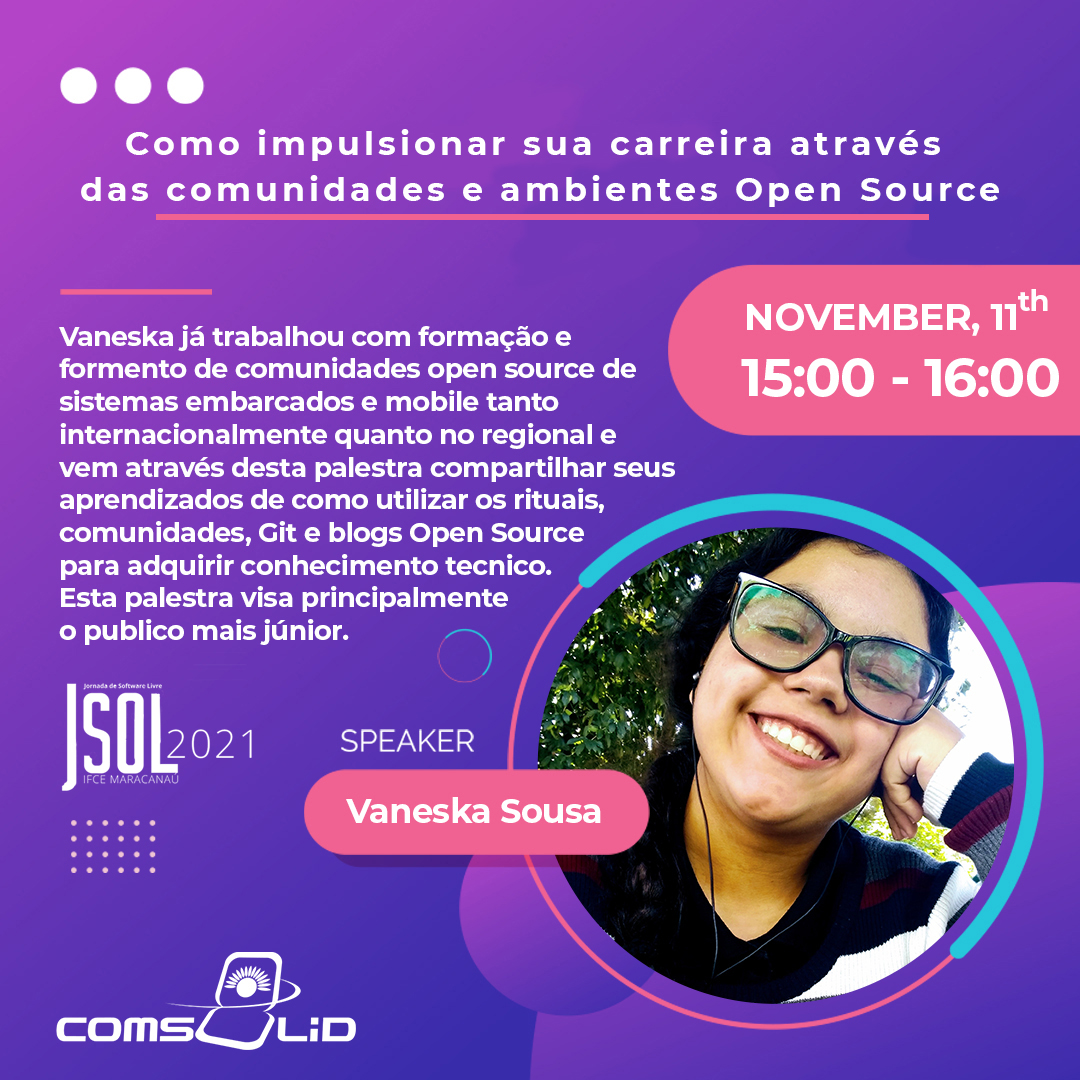 Como impulsionar sua carreira através
das comunidades e ambientes Open Source
NOVEMBER, 11th
15:00 - 16:00
Vaneska já trabalhou com formação e
formento de comunidades open source de
sistemas embarcados e mobile tanto
internacionalmente quanto no regional e
vem através desta palestra compartilhar seus
aprendizados de como utilizar os rituais,
comunidades, Git e blogs Open Source
para adquirir conhecimento tecnico.
Esta palestra visa principalmente
o publico mais júnior.
Jornada de Software Livre
JSOL 2021
IFCE MARACANAÚ
SPEAKER
Vaneska Sousa
COMSOLiD